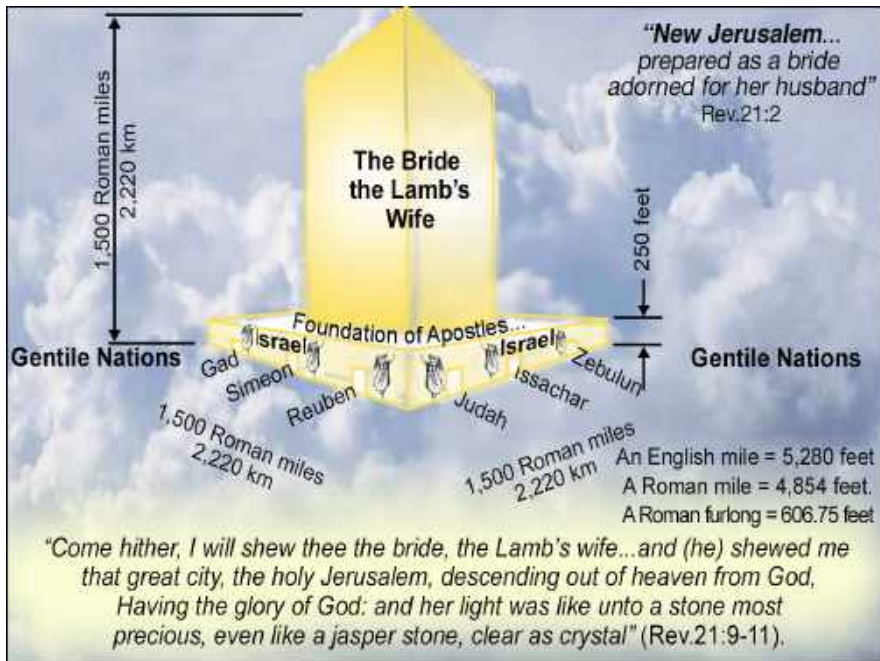 "New Jerusalem...
prepared as a bride
adorned for her husband"
Rev.21:2
1,500 Roman miles
2,220 km
The Bride
the Lamb's
Wife
250 feet
Foundation of Apostles...
Israel
Israel
Gentile Nations
Gentile Nations
Gad
Simeon
Reuben
Judah
Issachar
Zebulun
1,500 Roman miles
2,220 km
1,500 Roman miles
2,220 km
An English mile = 5,280 feet
A Roman mile = 4,854 feet.
A Roman furlong = 606.75 feet
"Come hither, I will shew thee the bride, the Lamb's wife...and (he) shewed me
that great city, the holy Jerusalem, descending out of heaven from God,
Having the glory of God: and her light was like unto a stone most
precious, even like a jasper stone, clear as crystal" (Rev.21:9-11).